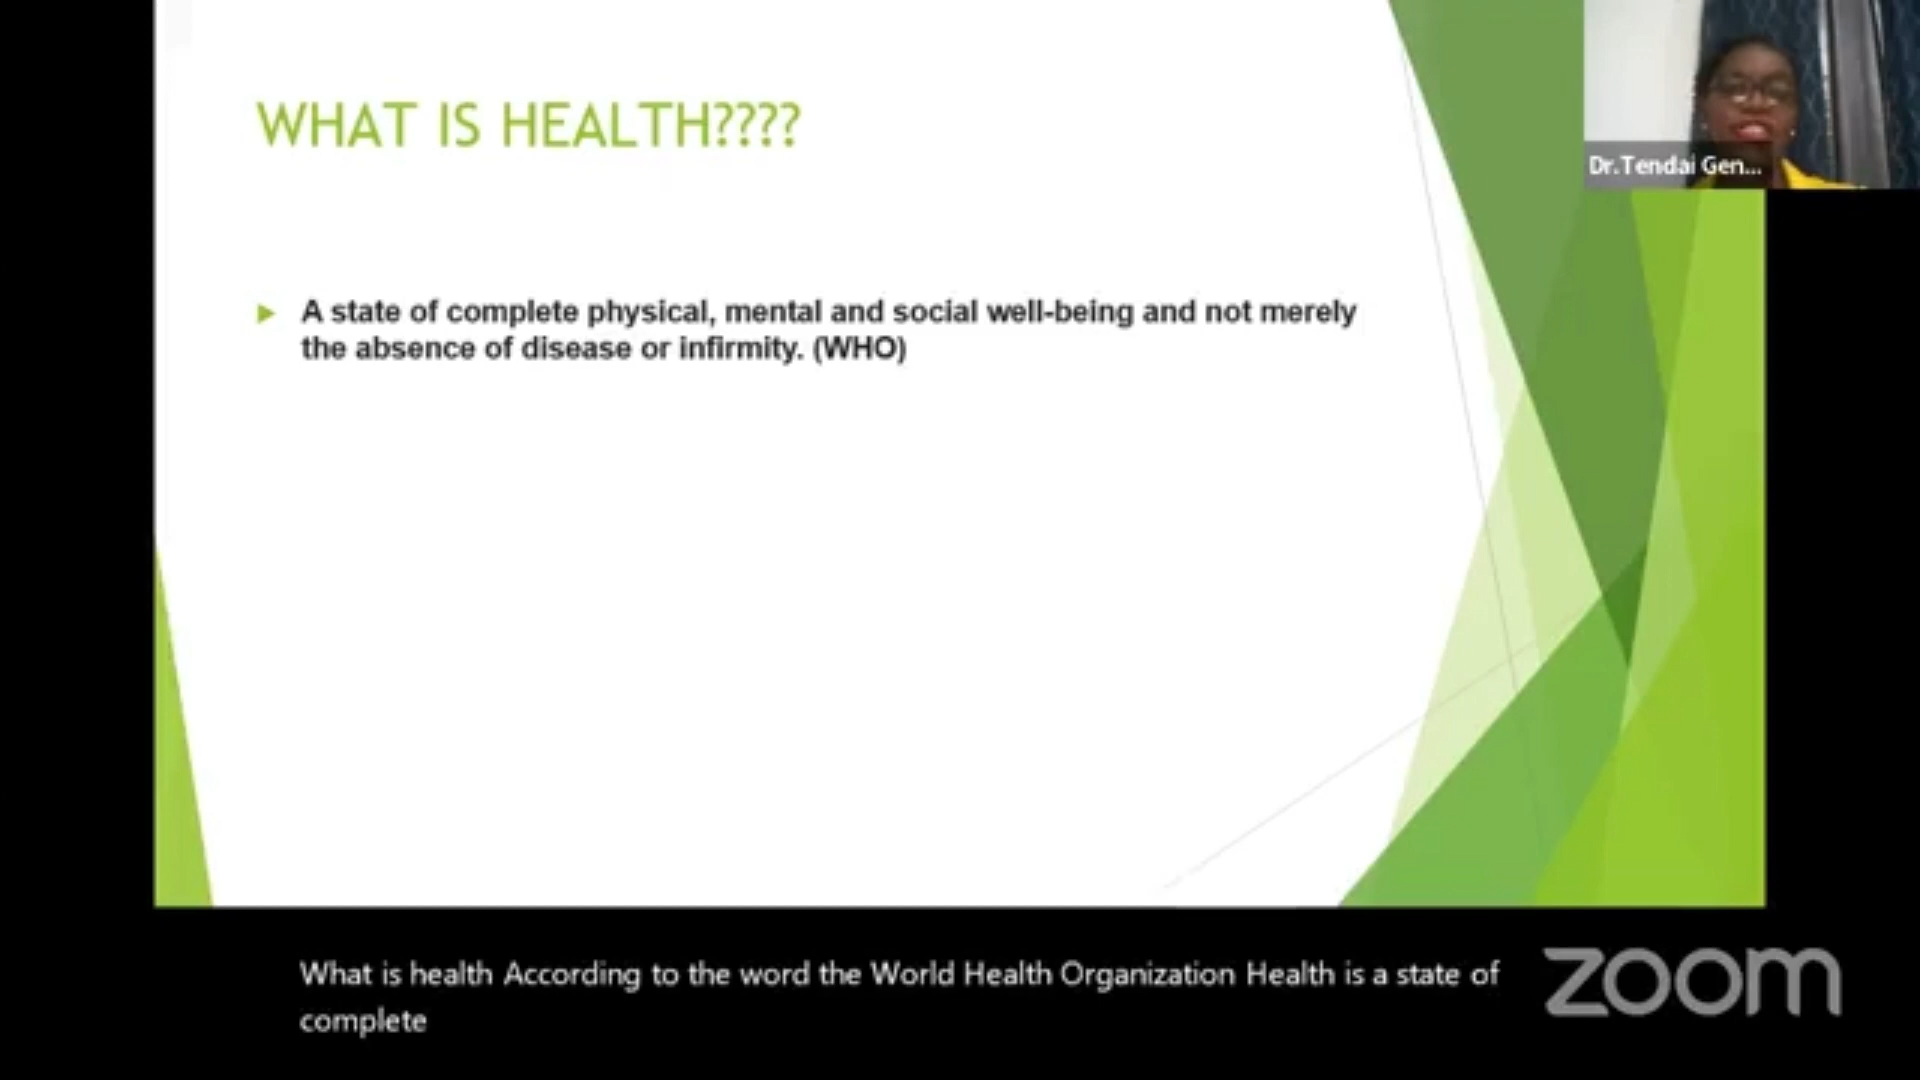 WHAT IS HEALTH????
Dr.Tendai Gen...
A state of complete physical, mental and social well-being and not merely
the absence of disease or infirmity. (WHO)
What is health According to the word the World Health Organization Health is a state of
complete
zoom